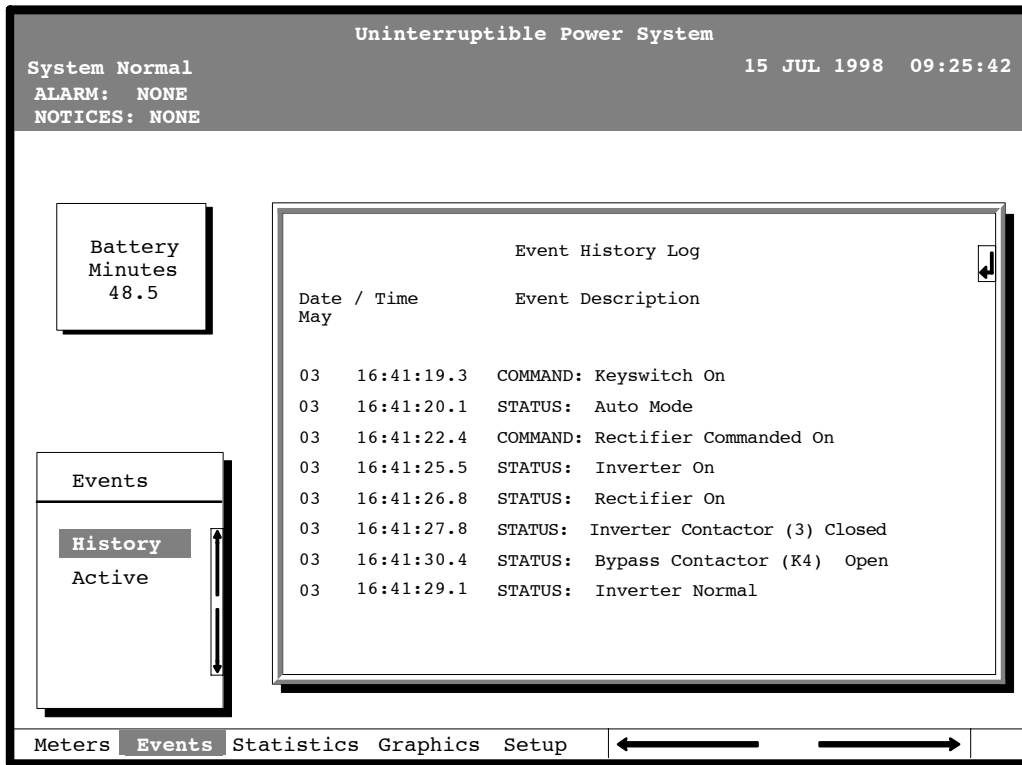 Uninterruptible Power System
System Normal 15 JUL 1998 09:25:42
ALARM: NONE
NOTICES: NONE
Battery
Minutes
48.5
Event History Log
Date / Time Event Description
May
03 16:41:19.3 COMMAND: Keyswitch On
03 16:41:20.1 STATUS: Auto Mode
03 16:41:22.4 COMMAND: Rectifier Commanded On
03 16:41:25.5 STATUS: Inverter On
03 16:41:26.8 STATUS: Rectifier On
03 16:41:27.8 STATUS: Inverter Contactor (3) Closed
03 16:41:30.4 STATUS: Bypass Contactor (K4) Open
03 16:41:29.1 STATUS: Inverter Normal
Events
History
Active
Meters Events Statistics Graphics Setup